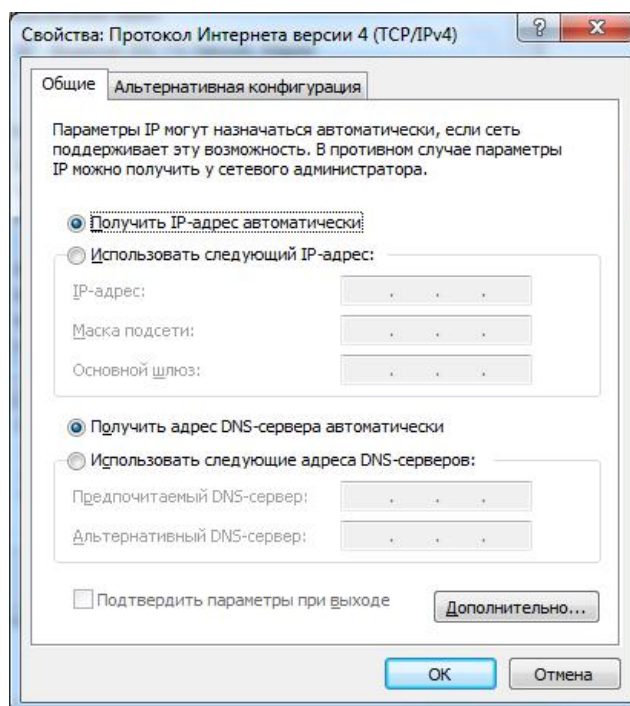 Свойства: Протокол Интернета версии 4 (TCP/IPv4)
Общие
Альтернативная конфигурация
Параметры IP могут назначаться автоматически, если сеть
поддерживает эту возможность. В противном случае параметры
IP можно получить у сетевого администратора.
Получить IP-адрес автоматически
Использовать следующий IP-адрес:
IP-адрес:
Маска подсети:
Основной шлюз:
Получить адрес DNS-сервера автоматически
Использовать следующие адреса DNS-серверов:
Предпочитаемый DNS-сервер:
Альтернативный DNS-сервер:
Подтвердить параметры при выходе
Дополнительно...
ОК
Отмена